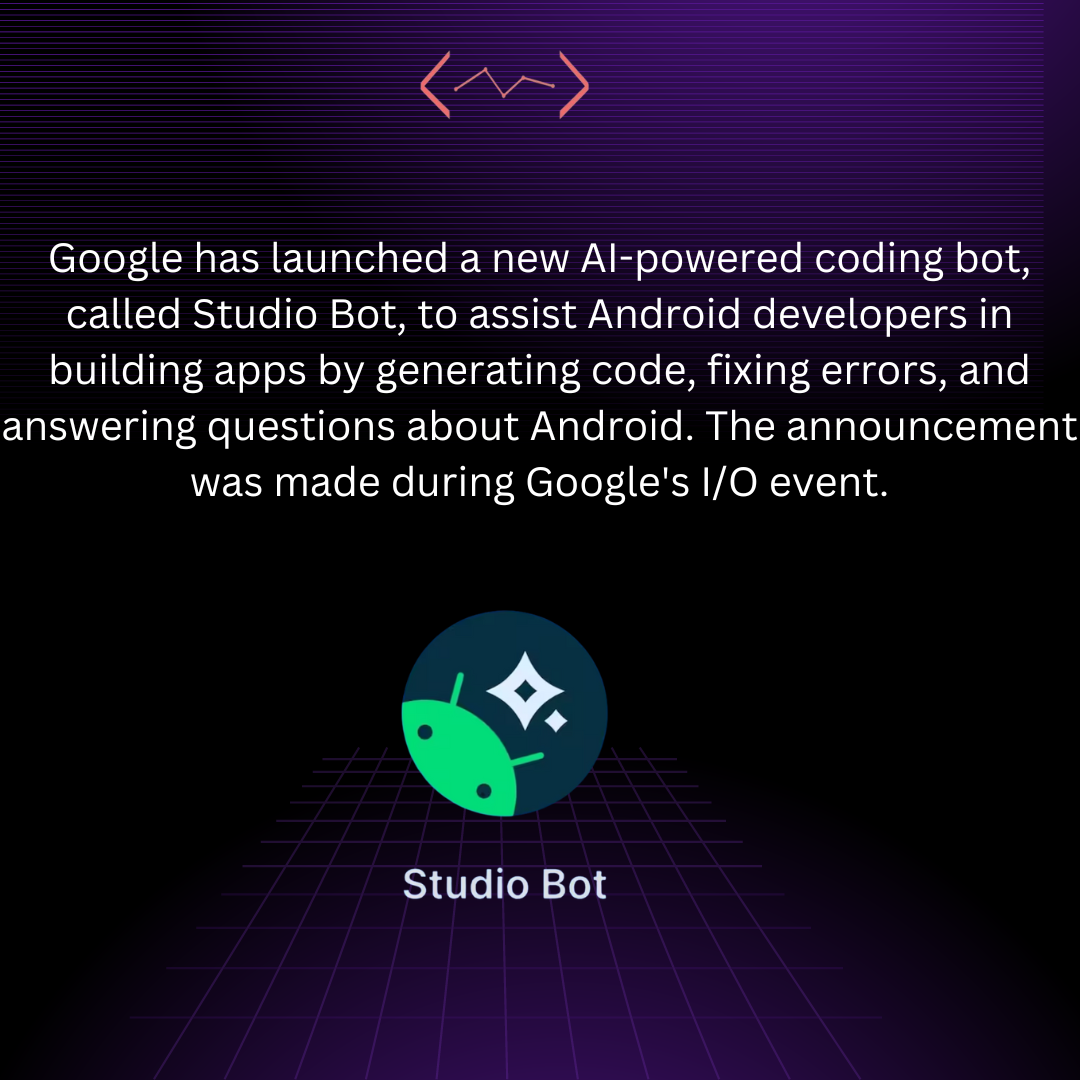 Google has launched a new AI-powered coding bot,
called Studio Bot, to assist Android developers in
building apps by generating code, fixing errors, and
answering questions about Android. The announcement
was made during Google's I/O event.
Studio Bot